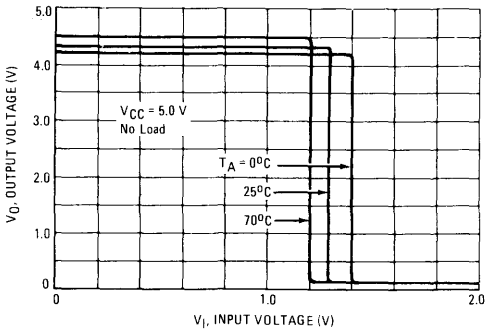 5.0
4.0
3.0
2.0
1.0
0
V_O, OUTPUT VOLTAGE (V)
V_CC = 5.0 V
No Load
T_A = 0°C
25°C
70°C
0
1.0
2.0
V_I, INPUT VOLTAGE (V)